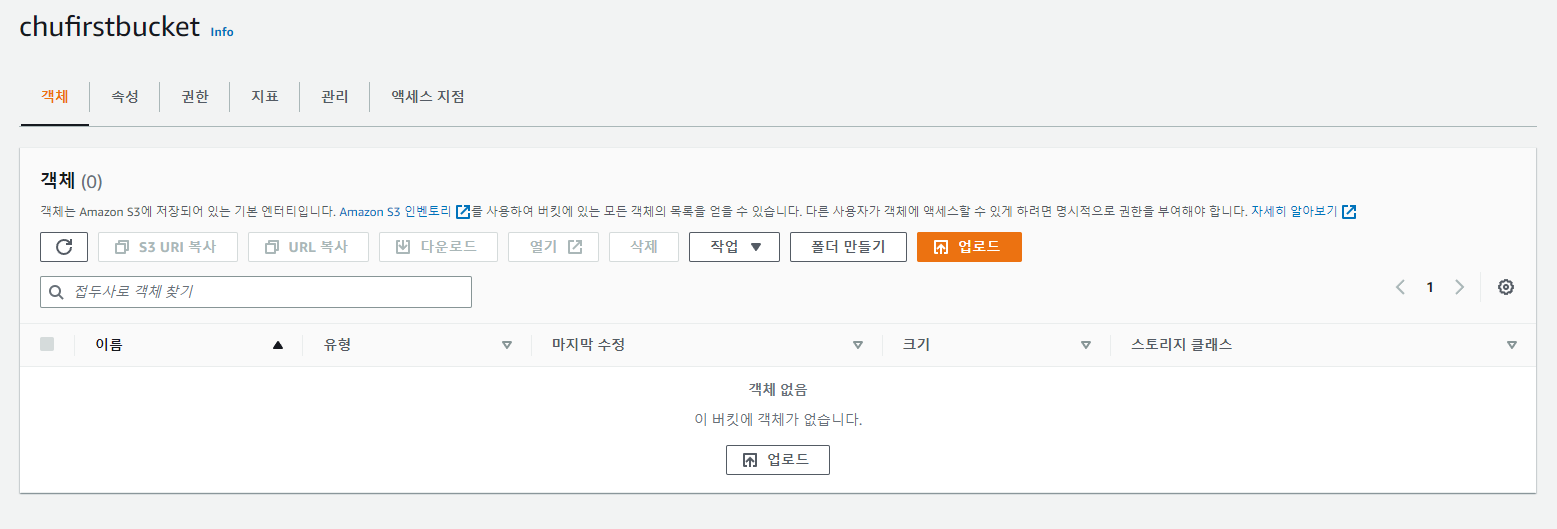 chufirstbucket Info
객체 속성 권한 지표 관리 액세스 지점
객체 (0)
객체는 Amazon S3에 저장되어 있는 기본 엔터티입니다. Amazon S3 인벤토리를 사용하여 버킷에 있는 모든 객체의 목록을 얻을 수 있습니다. 다른 사용자가 객체에 액세스할 수 있게 하려면 명시적으로 권한을 부여해야 합니다. 자세히 알아보기
S3 URI 복사 URL 복사 다운로드 열기 삭제 작업 폴더 만들기 업로드
접두사로 객체 찾기 1
이름 유형 마지막 수정 크기 스토리지 클래스
객체 없음
이 버킷에 객체가 없습니다.
업로드